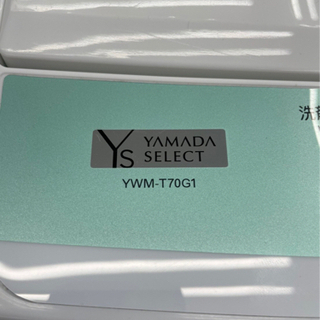 YS YAMADA
SELECT
YWM-T70G1
洗